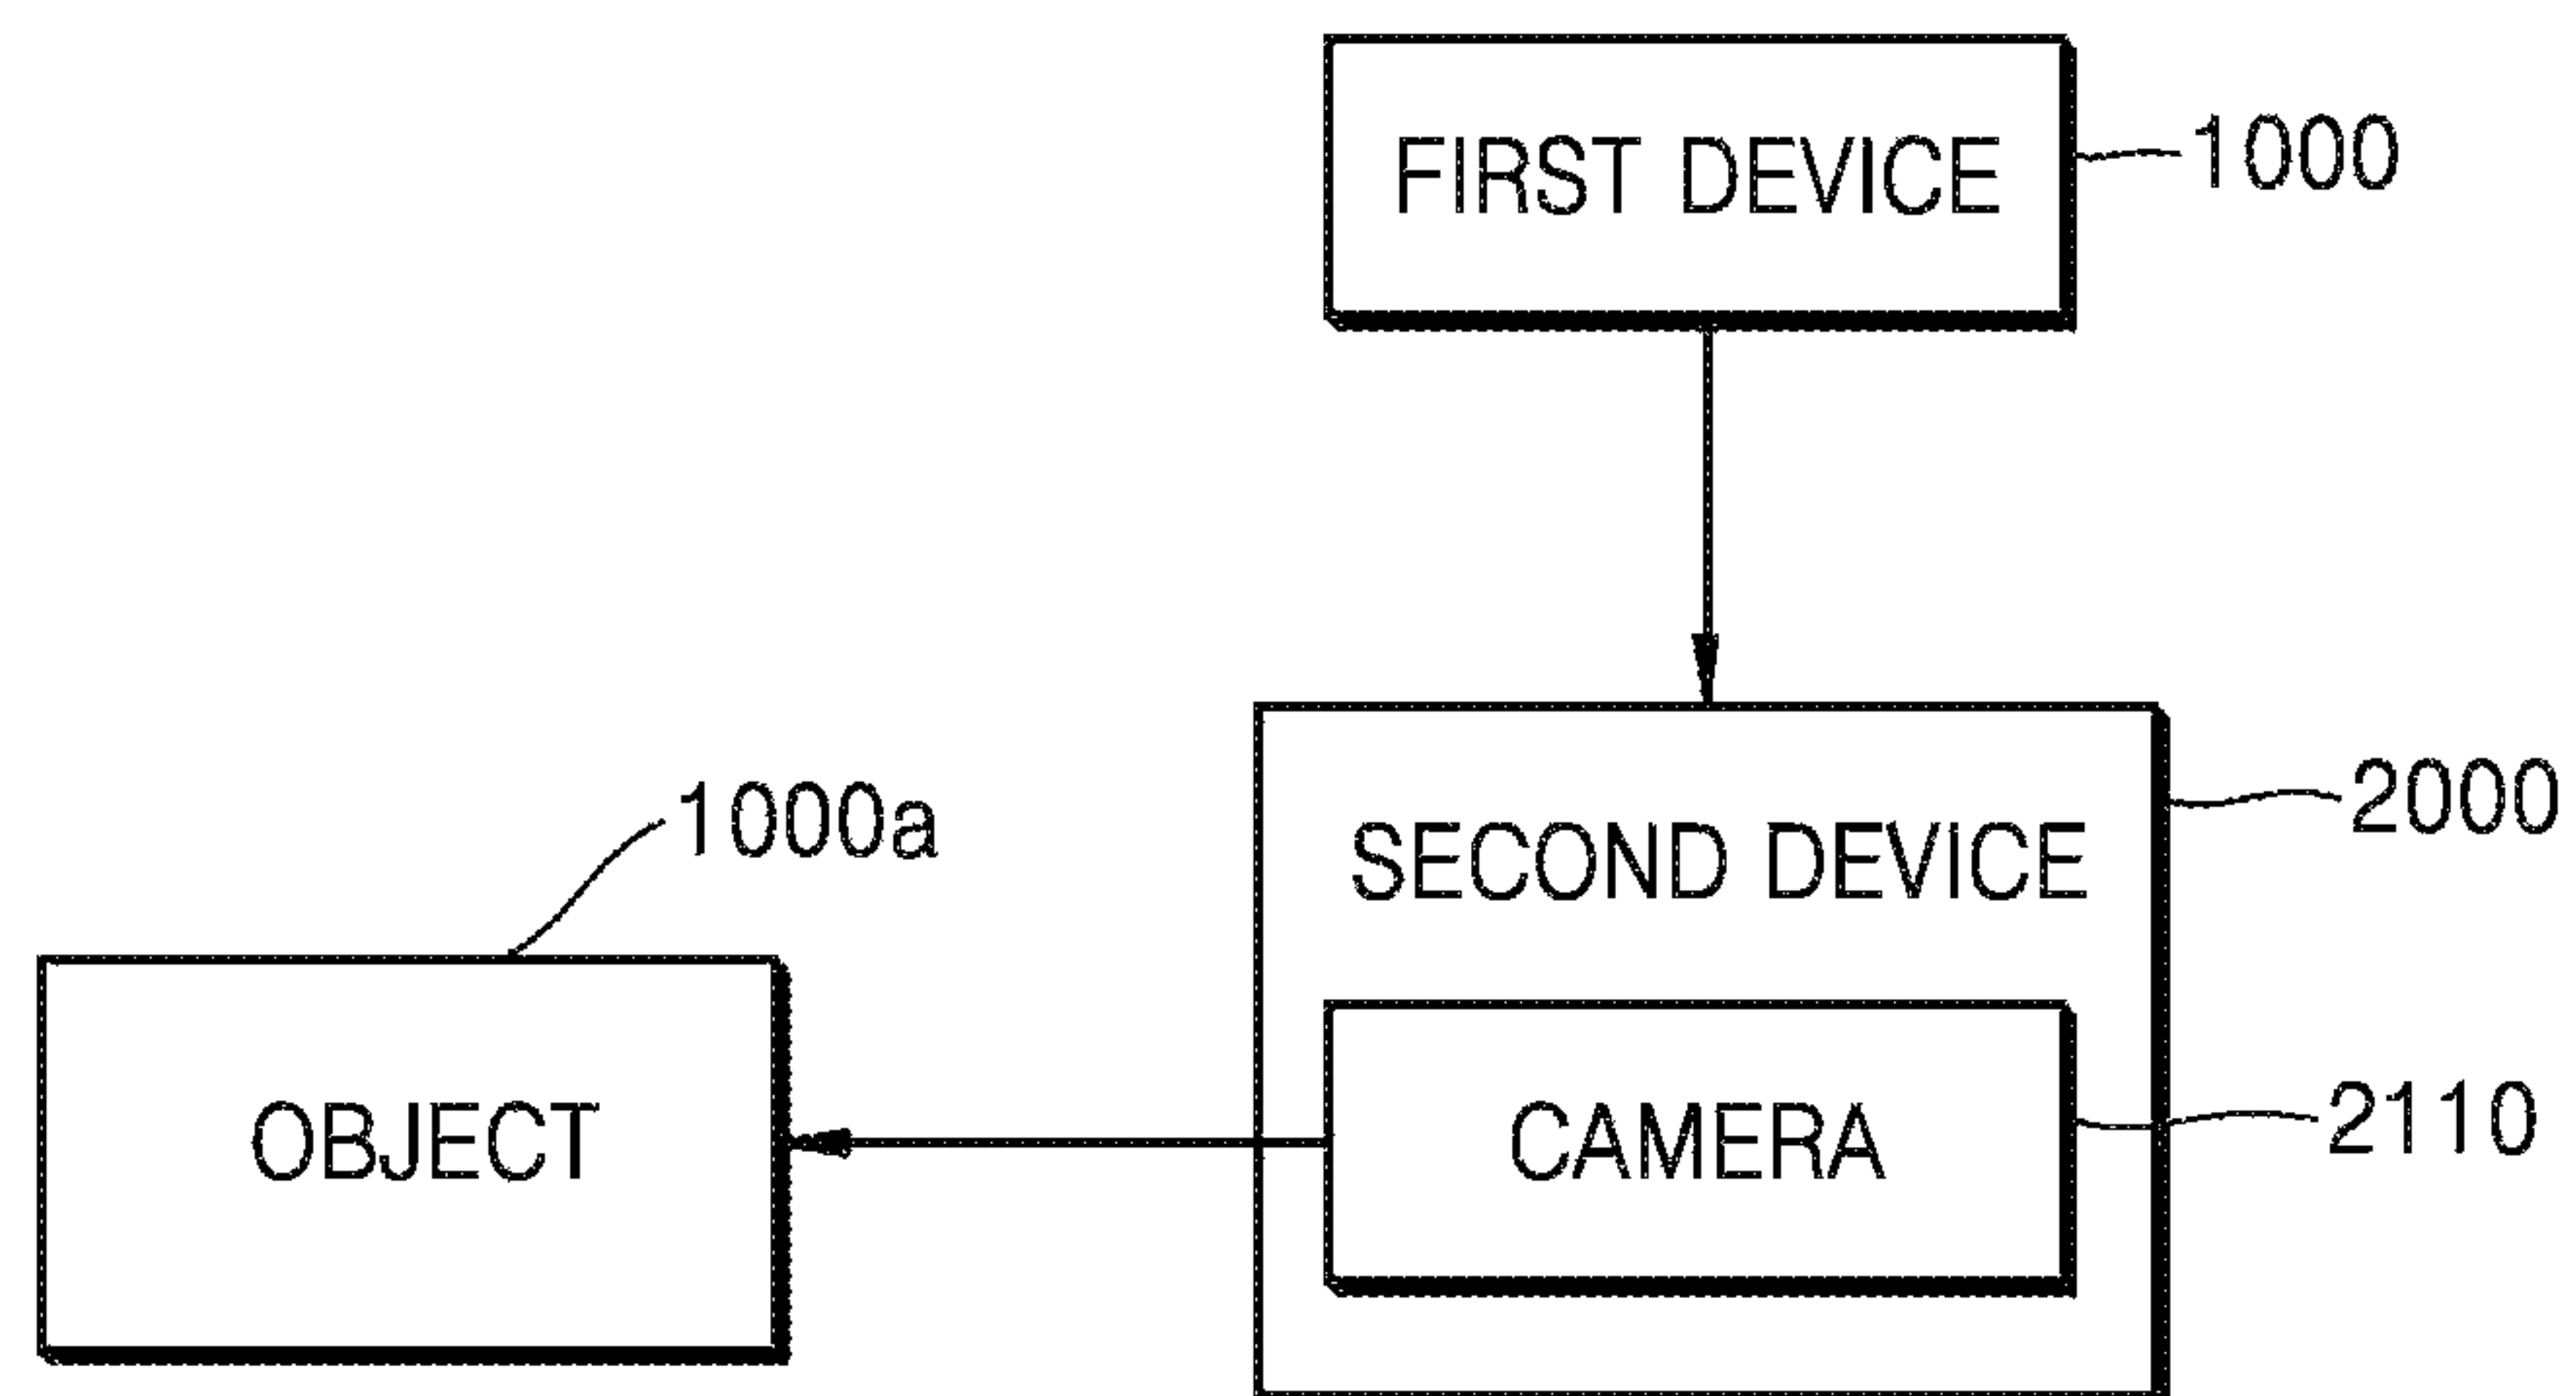 FIRST DEVICE
1000
1000a
2000
SECOND DEVICE
OBJECT
CAMERA
2110